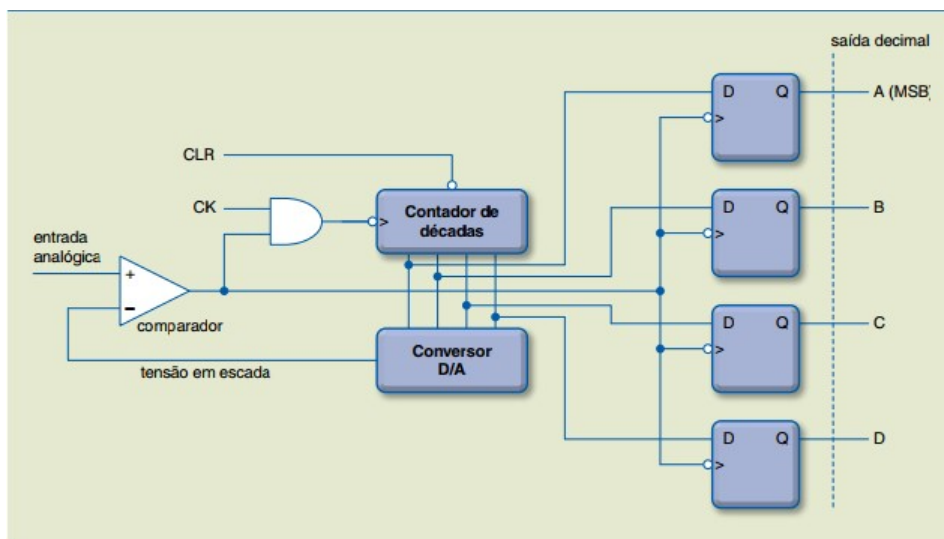 saída decimal
D Q
A (MSB)
>
CLR
CK
Contador de
décadas
>
D Q
B
>
entrada
analógica
+
−
comparador
tensão em escada
Conversor
D/A
D Q
C
>
D Q
D
>